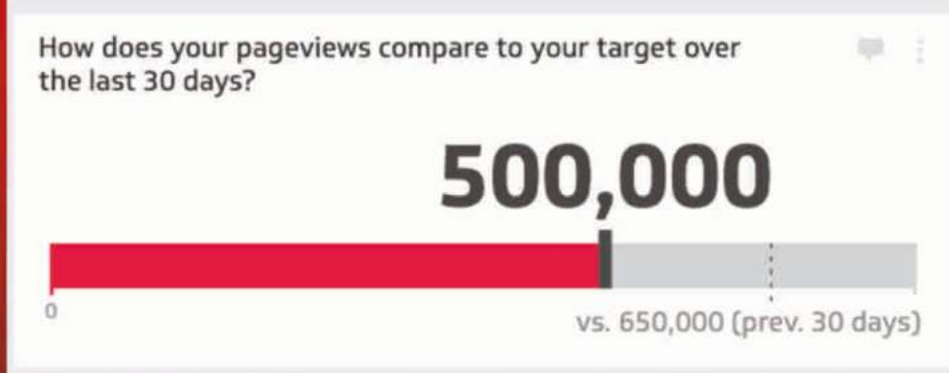 How does your pageviews compare to your target over
the last 30 days?
500,000
0
vs. 650,000 (prev. 30 days)